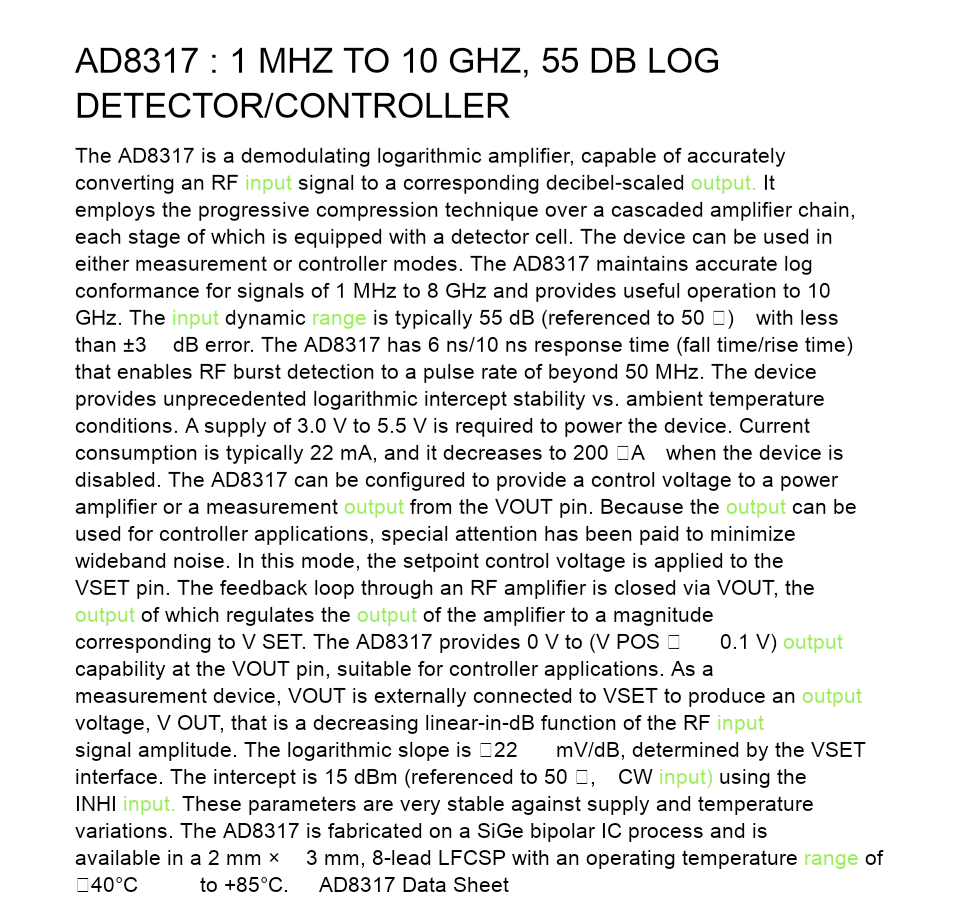 AD8317 : 1 MHZ TO 10 GHZ, 55 DB LOG
DETECTOR/CONTROLLER
The AD8317 is a demodulating logarithmic amplifier, capable of accurately
converting an RF input signal to a corresponding decibel-scaled output. It
employs the progressive compression technique over a cascaded amplifier chain,
each stage of which is equipped with a detector cell. The device can be used in
either measurement or controller modes. The AD8317 maintains accurate log
conformance for signals of 1 MHz to 8 GHz and provides useful operation to 10
GHz. The input dynamic range is typically 55 dB (referenced to 50 □) with less
than ±3 dB error. The AD8317 has 6 ns/10 ns response time (fall time/rise time)
that enables RF burst detection to a pulse rate of beyond 50 MHz. The device
provides unprecedented logarithmic intercept stability vs. ambient temperature
conditions. A supply of 3.0 V to 5.5 V is required to power the device. Current
consumption is typically 22 mA, and it decreases to 200 □A when the device is
disabled. The AD8317 can be configured to provide a control voltage to a power
amplifier or a measurement output from the VOUT pin. Because the output can be
used for controller applications, special attention has been paid to minimize
wideband noise. In this mode, the setpoint control voltage is applied to the
VSET pin. The feedback loop through an RF amplifier is closed via VOUT, the
output of which regulates the output of the amplifier to a magnitude
corresponding to V SET. The AD8317 provides 0 V to (V POS □ 0.1 V) output
capability at the VOUT pin, suitable for controller applications. As a
measurement device, VOUT is externally connected to VSET to produce an output
voltage, V OUT, that is a decreasing linear-in-dB function of the RF input
signal amplitude. The logarithmic slope is □22 mV/dB, determined by the VSET
interface. The intercept is 15 dBm (referenced to 50 □, CW input) using the
INHI input. These parameters are very stable against supply and temperature
variations. The AD8317 is fabricated on a SiGe bipolar IC process and is
available in a 2 mm × 3 mm, 8-lead LFCSP with an operating temperature range of
□40°C to +85°C. AD8317 Data Sheet